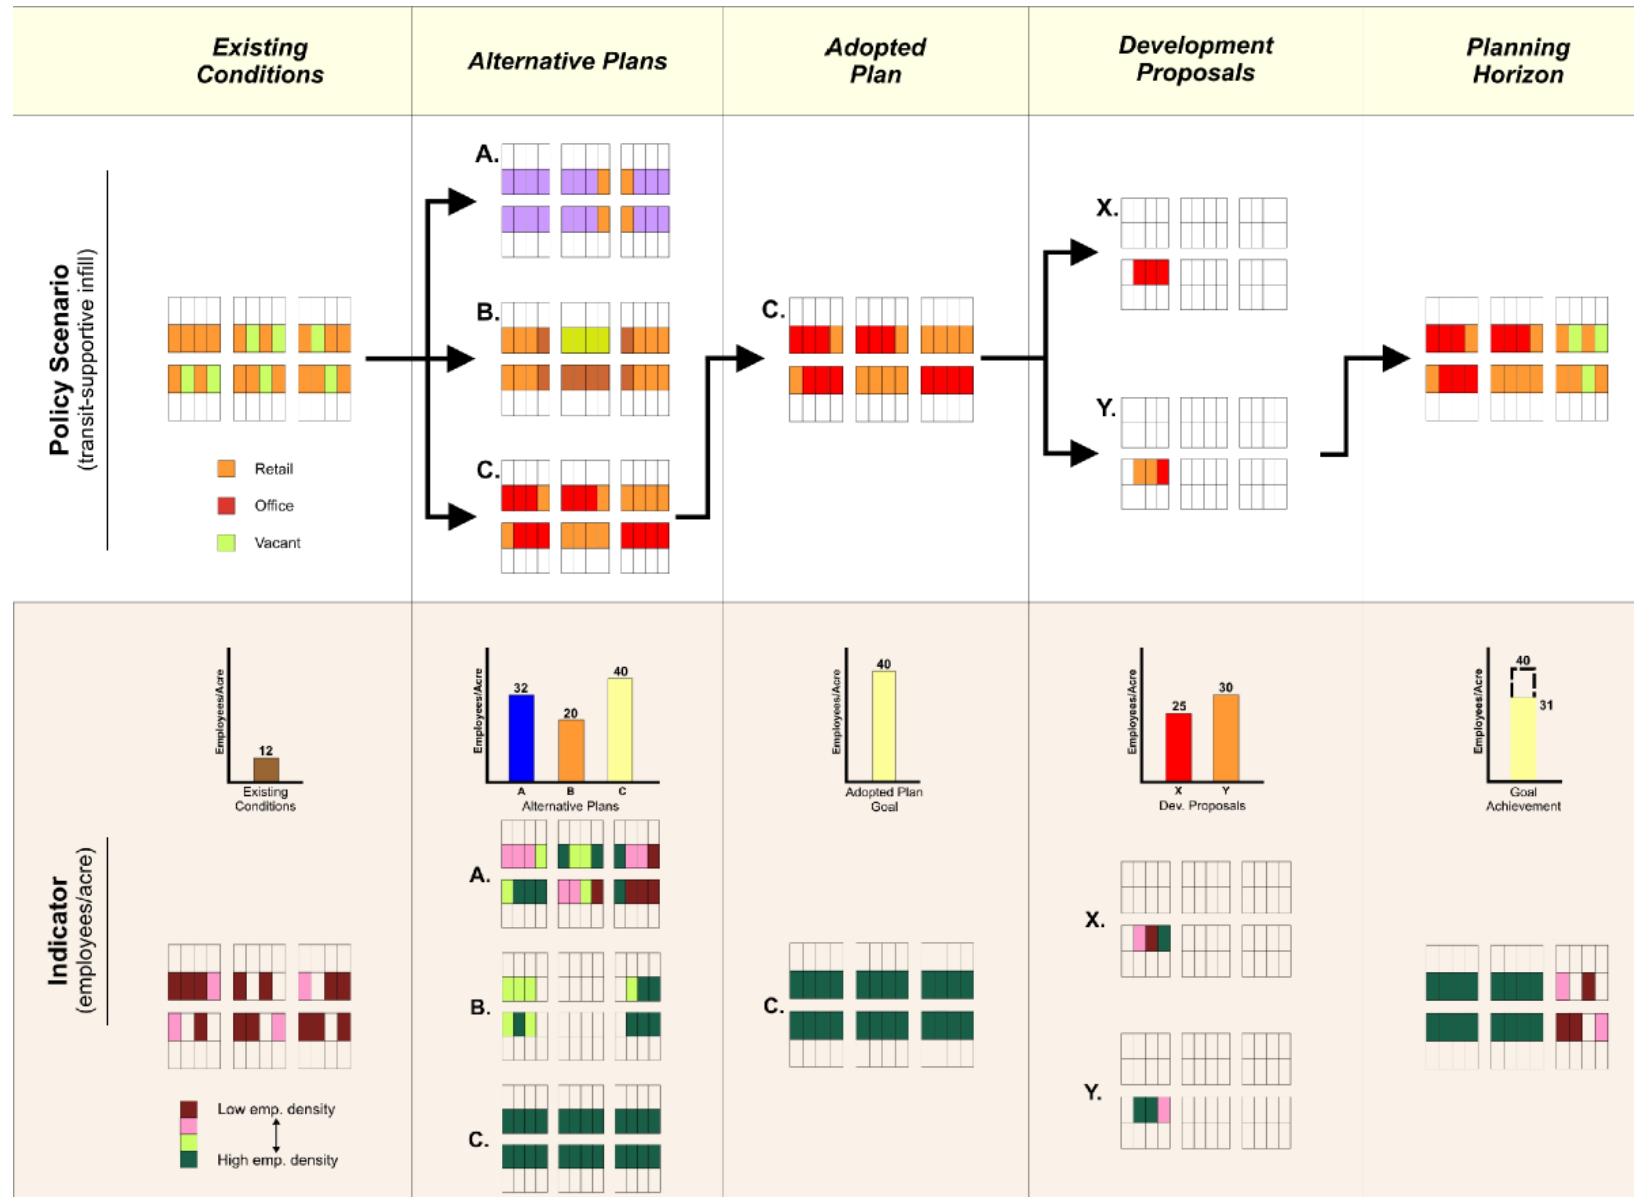 Existing
Conditions
Alternative Plans
Adopted
Plan
Development
Proposals
Planning
Horizon
Policy Scenario
(transit-supportive infill)
Retail
Office
Vacant
A.
B.
C.
C.
X.
Y.
Indicator
(employees/acre)
Employees/Acre
12
Existing
Conditions
Employees/Acre
32
20
40
A
B
C
Alternative Plans
Employees/Acre
40
Adopted Plan
Goal
Employees/Acre
25
30
X
Y
Dev. Proposals
Employees/Acre
40
31
Goal
Achievement
A.
B.
C.
C.
X.
Y.
Low emp. density
High emp. density